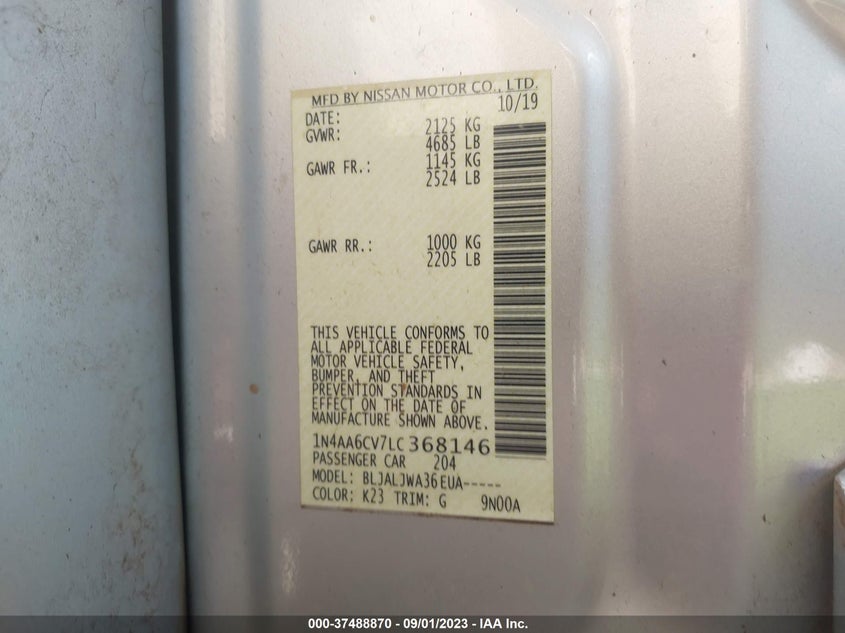 MFD BY NISSAN MOTOR CO., LTD.
DATE: 10/19
GVWR: 2125 KG
4685 LB
GAWR FR.: 1145 KG
2524 LB
GAWR RR.: 1000 KG
2205 LB
THIS VEHICLE CONFORMS TO
ALL APPLICABLE FEDERAL
MOTOR VEHICLE SAFETY,
BUMPER, AND THEFT
PREVENTION STANDARDS IN
EFFECT ON THE DATE OF
MANUFACTURE SHOWN ABOVE.
1N4AA6CV7LC368146
PASSENGER CAR 204
MODEL: BLJALJWA36EUA-----
COLOR: K23 TRIM: G 9N00A
000-37488870 - 09/01/2023 - IAA Inc.